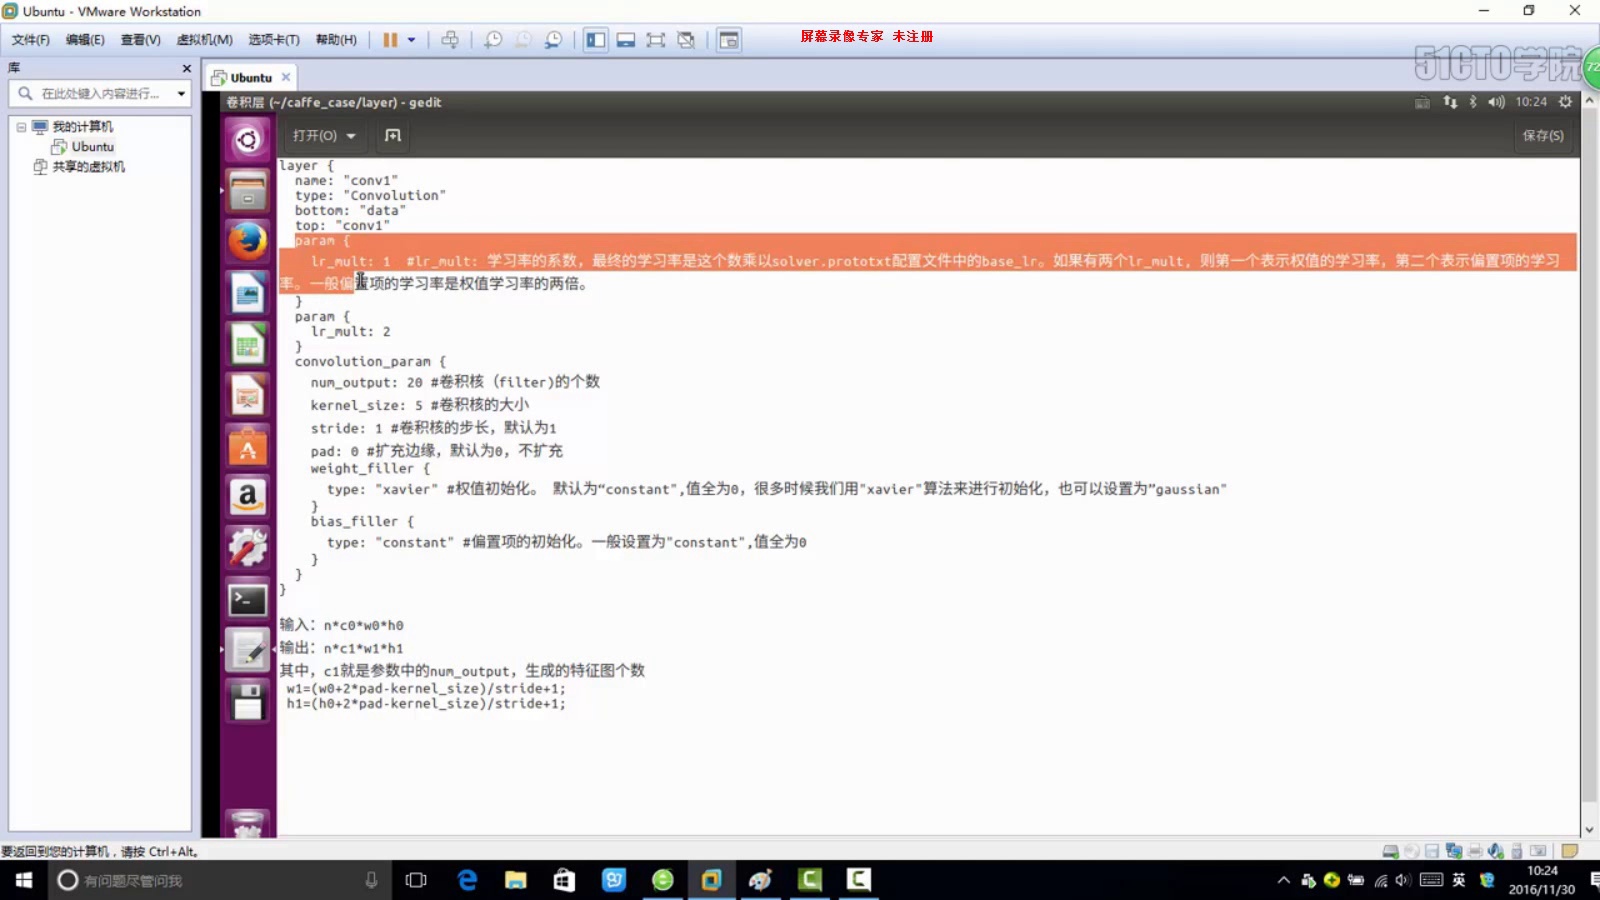 Ubuntu - VMware Workstation
文件(F) 编辑(E) 查看(V) 虚拟机(M) 选项卡(T) 帮助(H)
屏幕录像专家 未注册
51CTO学院
72
库
Ubuntu
在此处键入内容进行...
我的计算机
Ubuntu
共享的虚拟机
卷积层 (~/caffe_case/layer) - gedit
10:24
打开(O)
保存(S)
layer {
name: "conv1"
type: "Convolution"
bottom: "data"
top: "conv1"
param {
lr_mult: 1 #lr_mult: 学习率的系数，最终的学习率是这个数乘以solver.prototxt配置文件中的base_lr。如果有两个lr_mult, 则第一个表示权值的学习率，第二个表示偏置项的学习
率。一般偏置项的学习率是权值学习率的两倍。
}
param {
lr_mult: 2
}
convolution_param {
num_output: 20 #卷积核（filter)的个数
kernel_size: 5 #卷积核的大小
stride: 1 #卷积核的步长，默认为1
pad: 0 #扩充边缘，默认为0，不扩充
weight_filler {
type: "xavier" #权值初始化。 默认为“constant",值全为0，很多时候我们用"xavier"算法来进行初始化，也可以设置为”gaussian"
}
bias_filler {
type: "constant" #偏置项的初始化。一般设置为"constant",值全为0
}
}
}
输入：n*c0*w0*h0
输出：n*c1*w1*h1
其中，c1就是参数中的num_output，生成的特征图个数
w1=(w0+2*pad-kernel_size)/stride+1;
h1=(h0+2*pad-kernel_size)/stride+1;
要返回到您的计算机，请按 Ctrl+Alt。
有问题尽管问我
英
10:24
2016/11/30